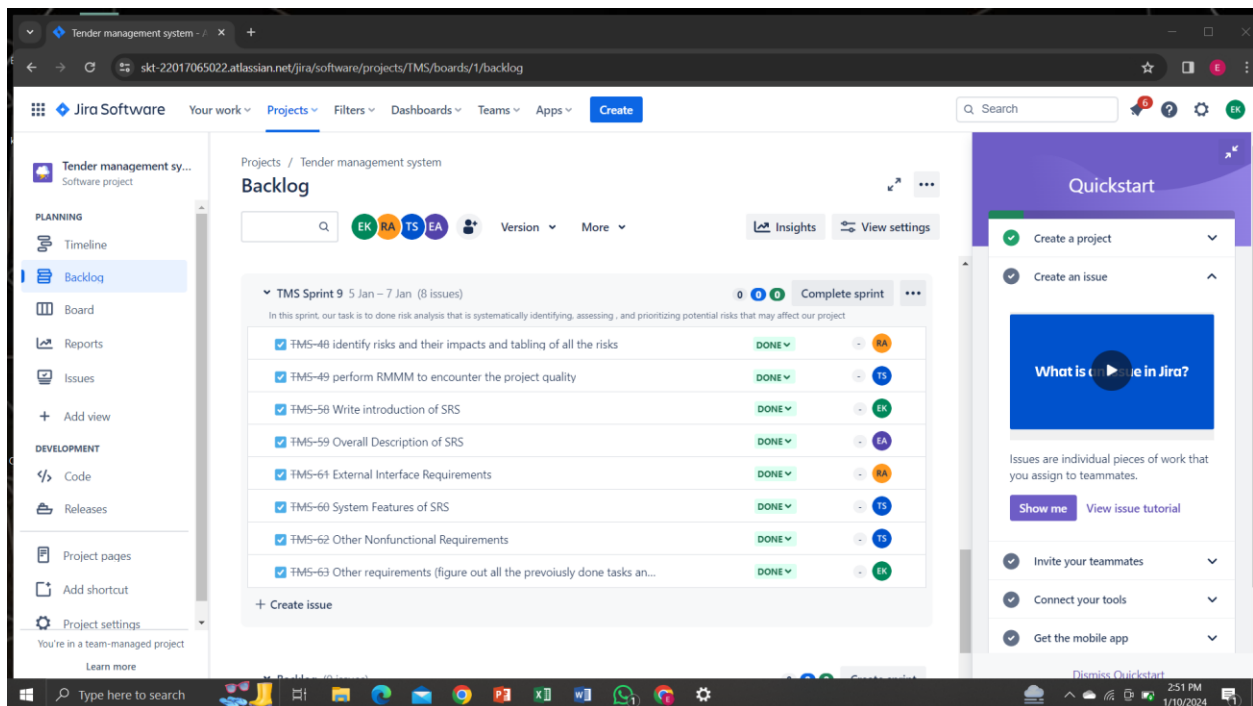 Tender management system - A
skt-22017065022.atlassian.net/jira/software/projects/TMS/boards/1/backlog
E
Jira Software Your work Projects Filters Dashboards Teams Apps Create Search 6 EK
Tender management sy...
Software project
PLANNING
Timeline
Backlog
Board
Reports
Issues
Add view
DEVELOPMENT
Code
Releases
Project pages
Add shortcut
Project settings
You're in a team-managed project
Learn more
Projects / Tender management system
Backlog
EK RA TS EA Version More Insights View settings
TMS Sprint 9 5 Jan – 7 Jan (8 issues) 0 0 0 Complete sprint
In this sprint, our task is to done risk analysis that is systematically identifying, assessing , and prioritizing potential risks that may affect our project
TMS-48 identify risks and their impacts and tabling of all the risks DONE - RA
TMS-49 perform RMMM to encounter the project quality DONE - TS
TMS-58 Write introduction of SRS DONE - EK
TMS-59 Overall Description of SRS DONE - EA
TMS-61 External Interface Requirements DONE - RA
TMS-60 System Features of SRS DONE - TS
TMS-62 Other Nonfunctional Requirements DONE - TS
TMS-63 Other requirements (figure out all the prevoiusly done tasks an... DONE - EK
+ Create issue
Quickstart
Create a project
Create an issue
What is an issue in Jira?
Issues are individual pieces of work that
you assign to teammates.
Show me View issue tutorial
Invite your teammates
Connect your tools
Get the mobile app
Dismiss Quickstart
Type here to search
2:51 PM
1/10/2024